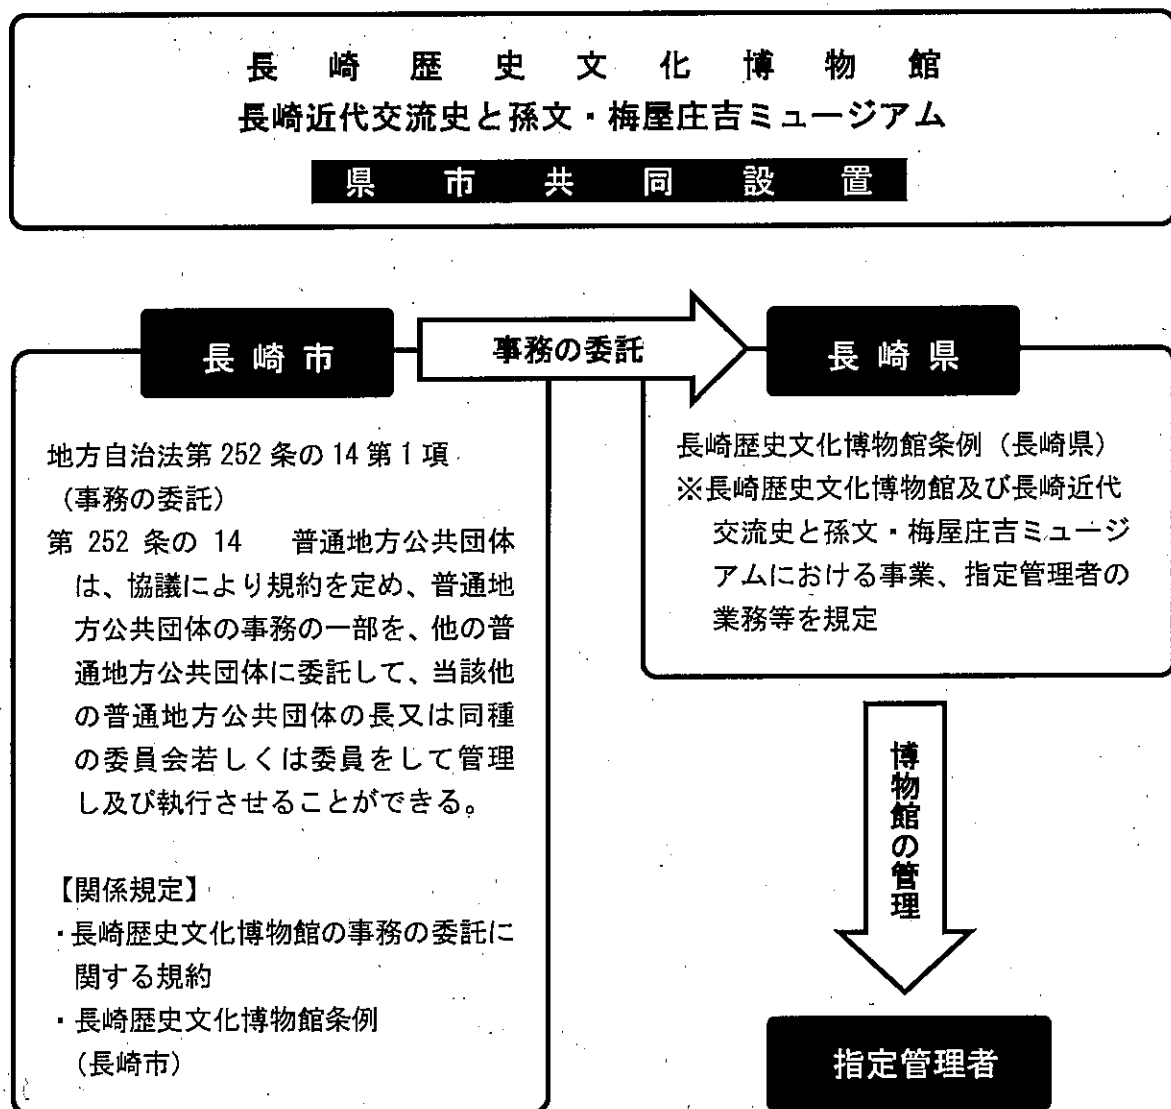 長崎歴史文化博物館
長崎近代交流史と孫文・梅屋庄吉ミュージアム
県市共同設置
長崎市
事務の委託
長崎県
地方自治法第252条の14第1項
（事務の委託）
第252条の14　普通地方公共団体
は、協議により規約を定め、普通地
方公共団体の事務の一部を、他の普
通地方公共団体に委託して、当該他
の普通地方公共団体の長又は同種
の委員会若しくは委員をして管理
し及び執行させることができる。
【関係規定】
・長崎歴史文化博物館の事務の委託に
関する規約
・長崎歴史文化博物館条例
（長崎市）
長崎歴史文化博物館条例（長崎県）
※長崎歴史文化博物館及び長崎近代
交流史と孫文・梅屋庄吉ミュージ
アムにおける事業、指定管理者の
業務等を規定
博物館の管理
指定管理者